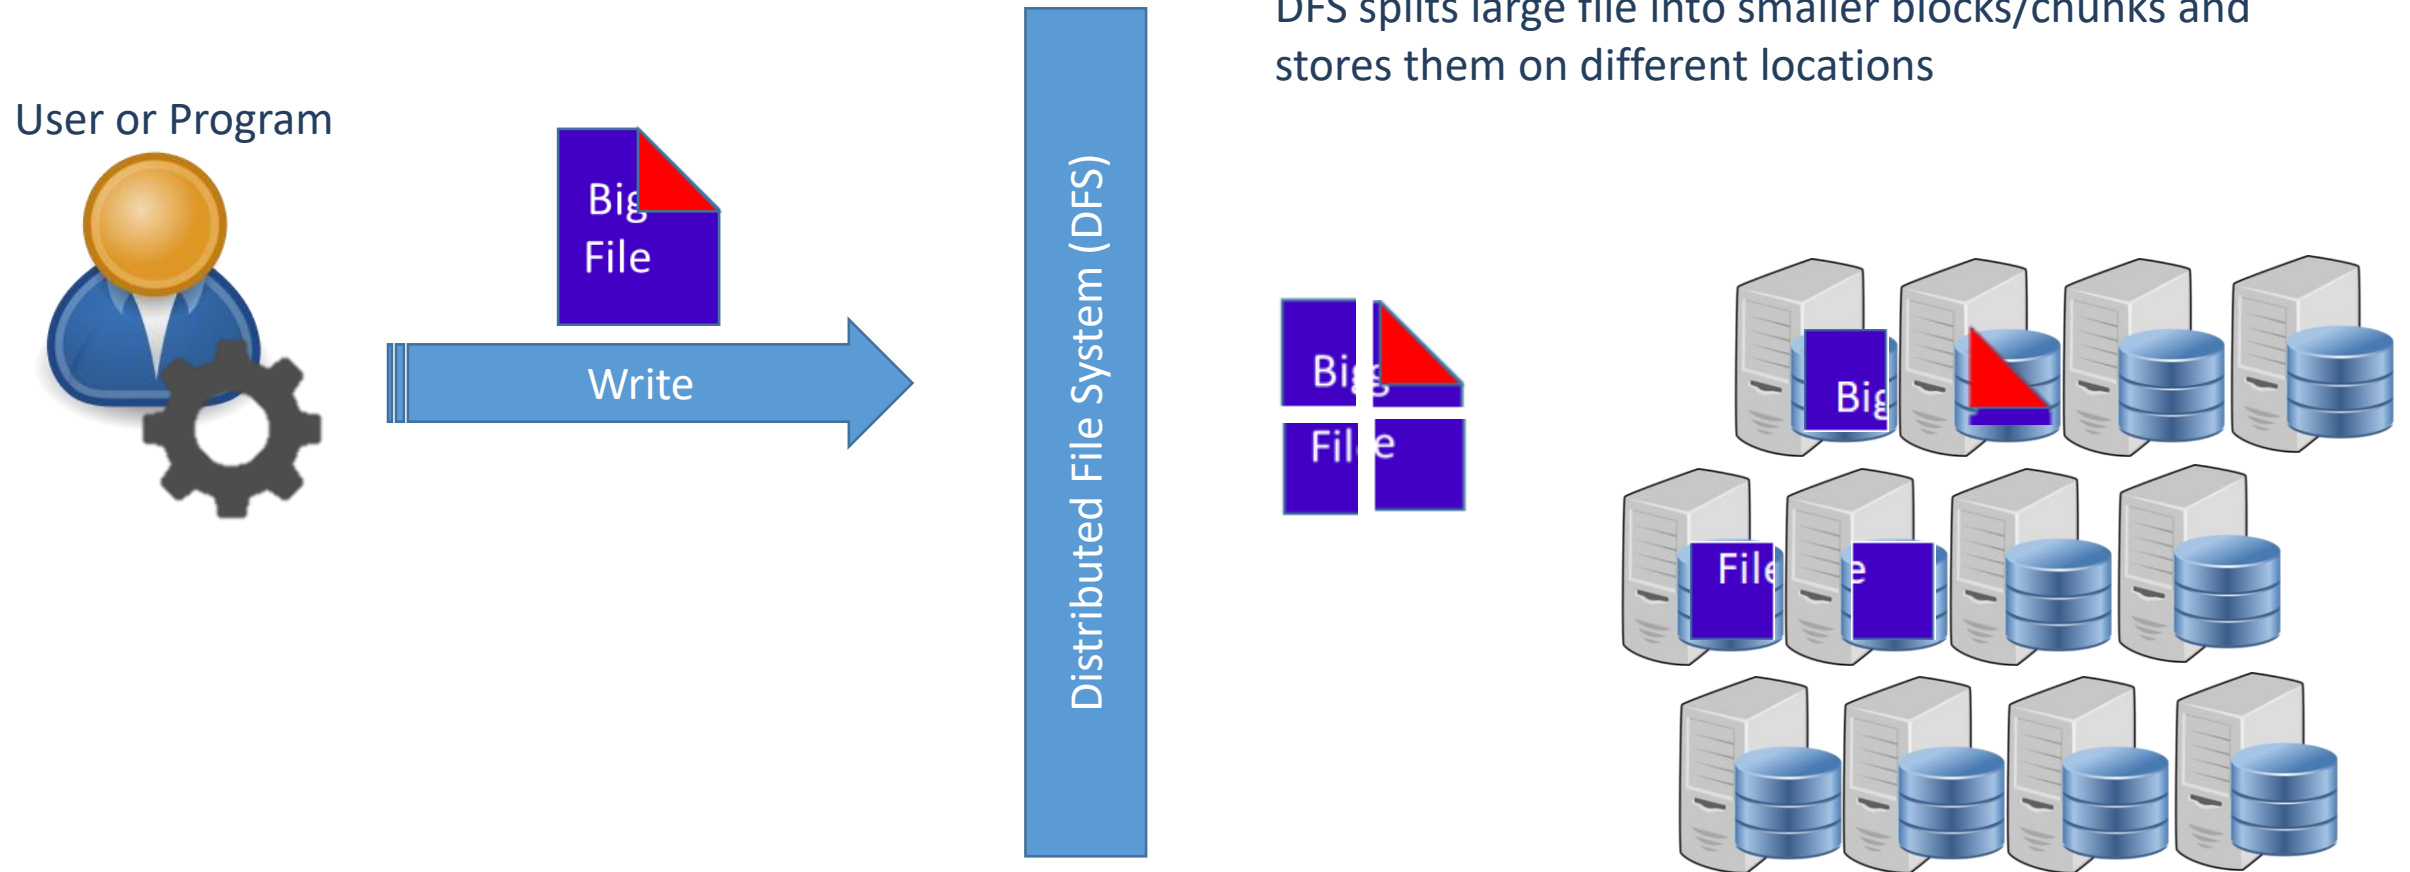 DFS splits large file into smaller blocks/chunks and
stores them on different locations
User or Program
Big
File
Write
Distributed File System (DFS)
Big
File
Big
File
e